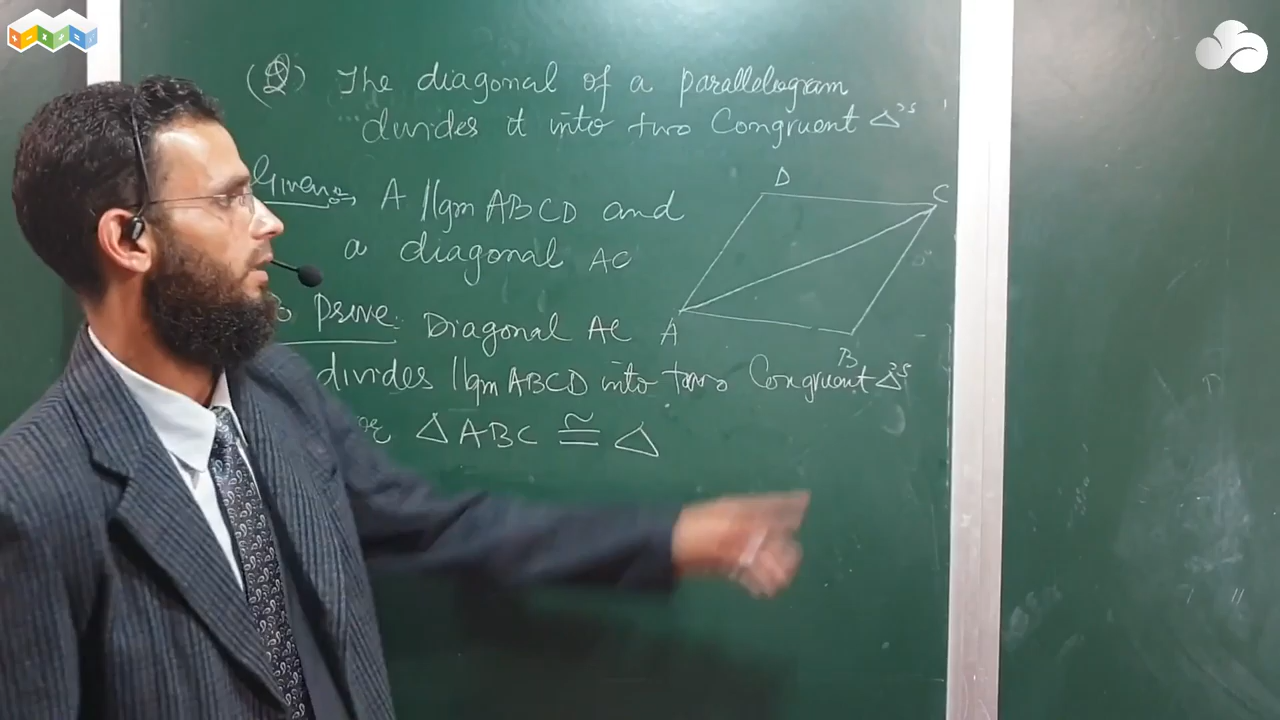 (Q) The diagonal of a parallelogram
divides it into two Congruent Δ's
Given:
A ||gm ABCD and
a diagonal AC
D
C
A
B
Prove: Diagonal AC
divides ||gm ABCD into two Congruent Δ's
Δ ABC ≅ Δ